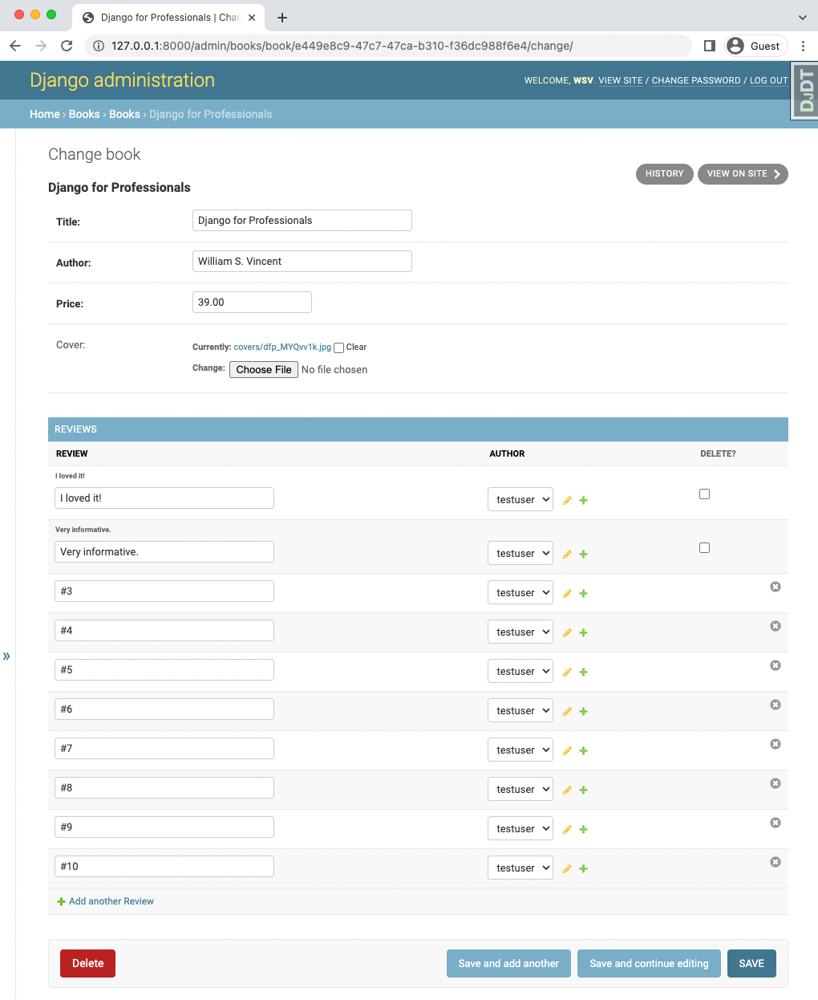 Django for Professionals | Chan
127.0.0.1:8000/admin/books/book/e449e8c9-47c7-47ca-b310-f36dc988f6e4/change/
Guest
Django administration
WELCOME, WSV. VIEW SITE / CHANGE PASSWORD / LOG OUT
DJDT
Home › Books › Books › Django for Professionals
Change book
HISTORY
VIEW ON SITE
Django for Professionals
Title: Django for Professionals
Author: William S. Vincent
Price: 39.00
Cover: Currently: covers/dfp_MYQvv1k.jpg Clear
Change: Choose File No file chosen
REVIEWS
REVIEW AUTHOR DELETE?
I loved it!
I loved it! testuser
Very informative.
Very informative. testuser
#3 testuser
#4 testuser
#5 testuser
#6 testuser
#7 testuser
#8 testuser
#9 testuser
#10 testuser
Add another Review
Delete Save and add another Save and continue editing SAVE